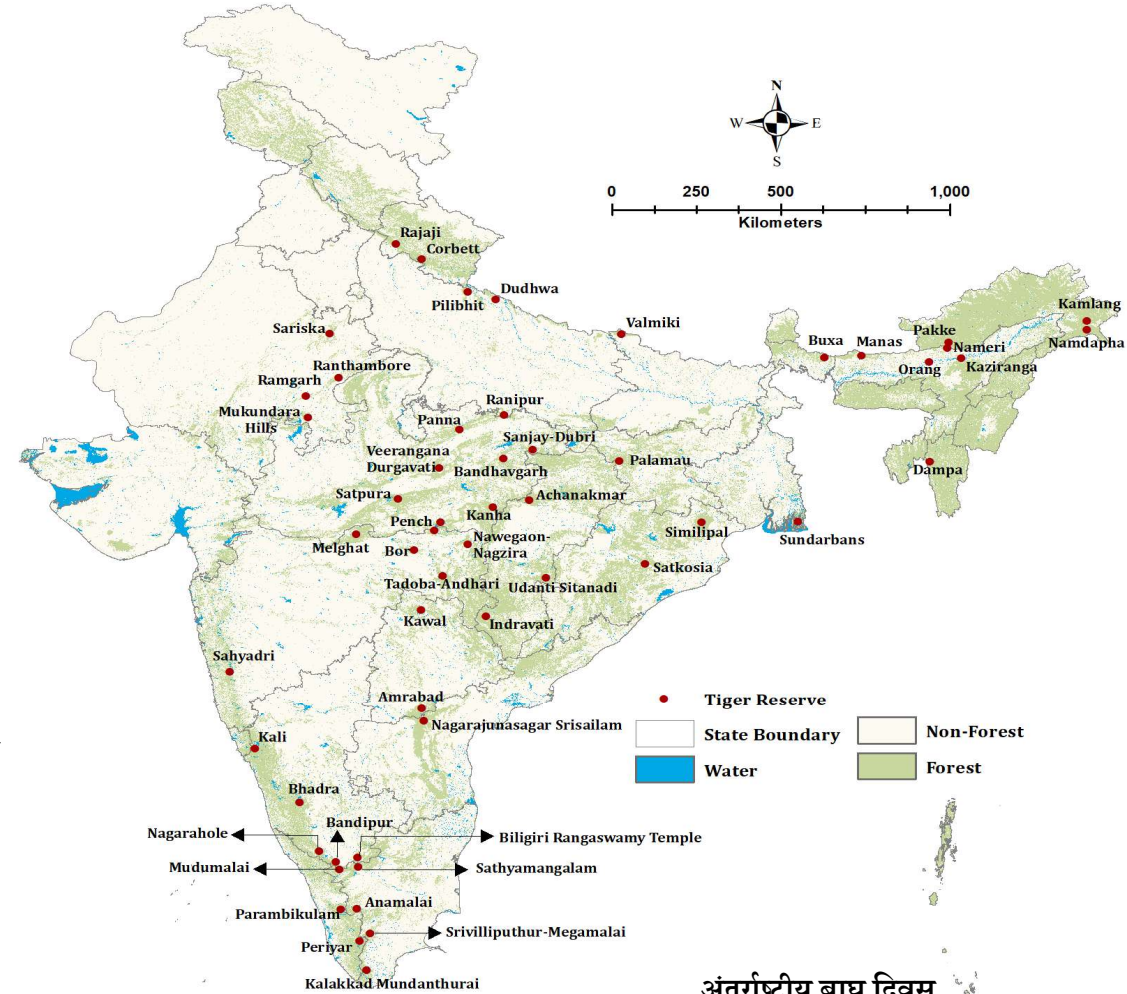 N
W E
S
0 250 500 1,000
Kilometers
Rajaji
Corbett
Pilibhit
Dudhwa
Valmiki
Sariska
Ranthambore
Ramgarh
Mukundara
Hills
Kamlang
Namdapha
Pakke
Nameri
Buxa
Manas
Orang
Kaziranga
Dampa
Ranipur
Panna
Sanjay-Dubri
Veerangana
Durgavati
Bandhavgarh
Palamau
Satpura
Achanakmar
Kanha
Pench
Similipal
Sundarbans
Melghat
Bor
Nawegaon-
Nagzira
Satkosia
Tadoba-Andhari
Udanti Sitanadi
Kawal
Indravati
Sahyadri
Amrabad
Nagarajunasagar Srisailam
Tiger Reserve
State Boundary
Non-Forest
Water
Forest
Kali
Bhadra
Bandipur
Nagarahole
Biligiri Rangaswamy Temple
Mudumalai
Sathyamangalam
Anamalai
Parambikulam
Srivilliputhur-Megamalai
Periyar
Kalakkad Mundanthurai
बाघ दिवस